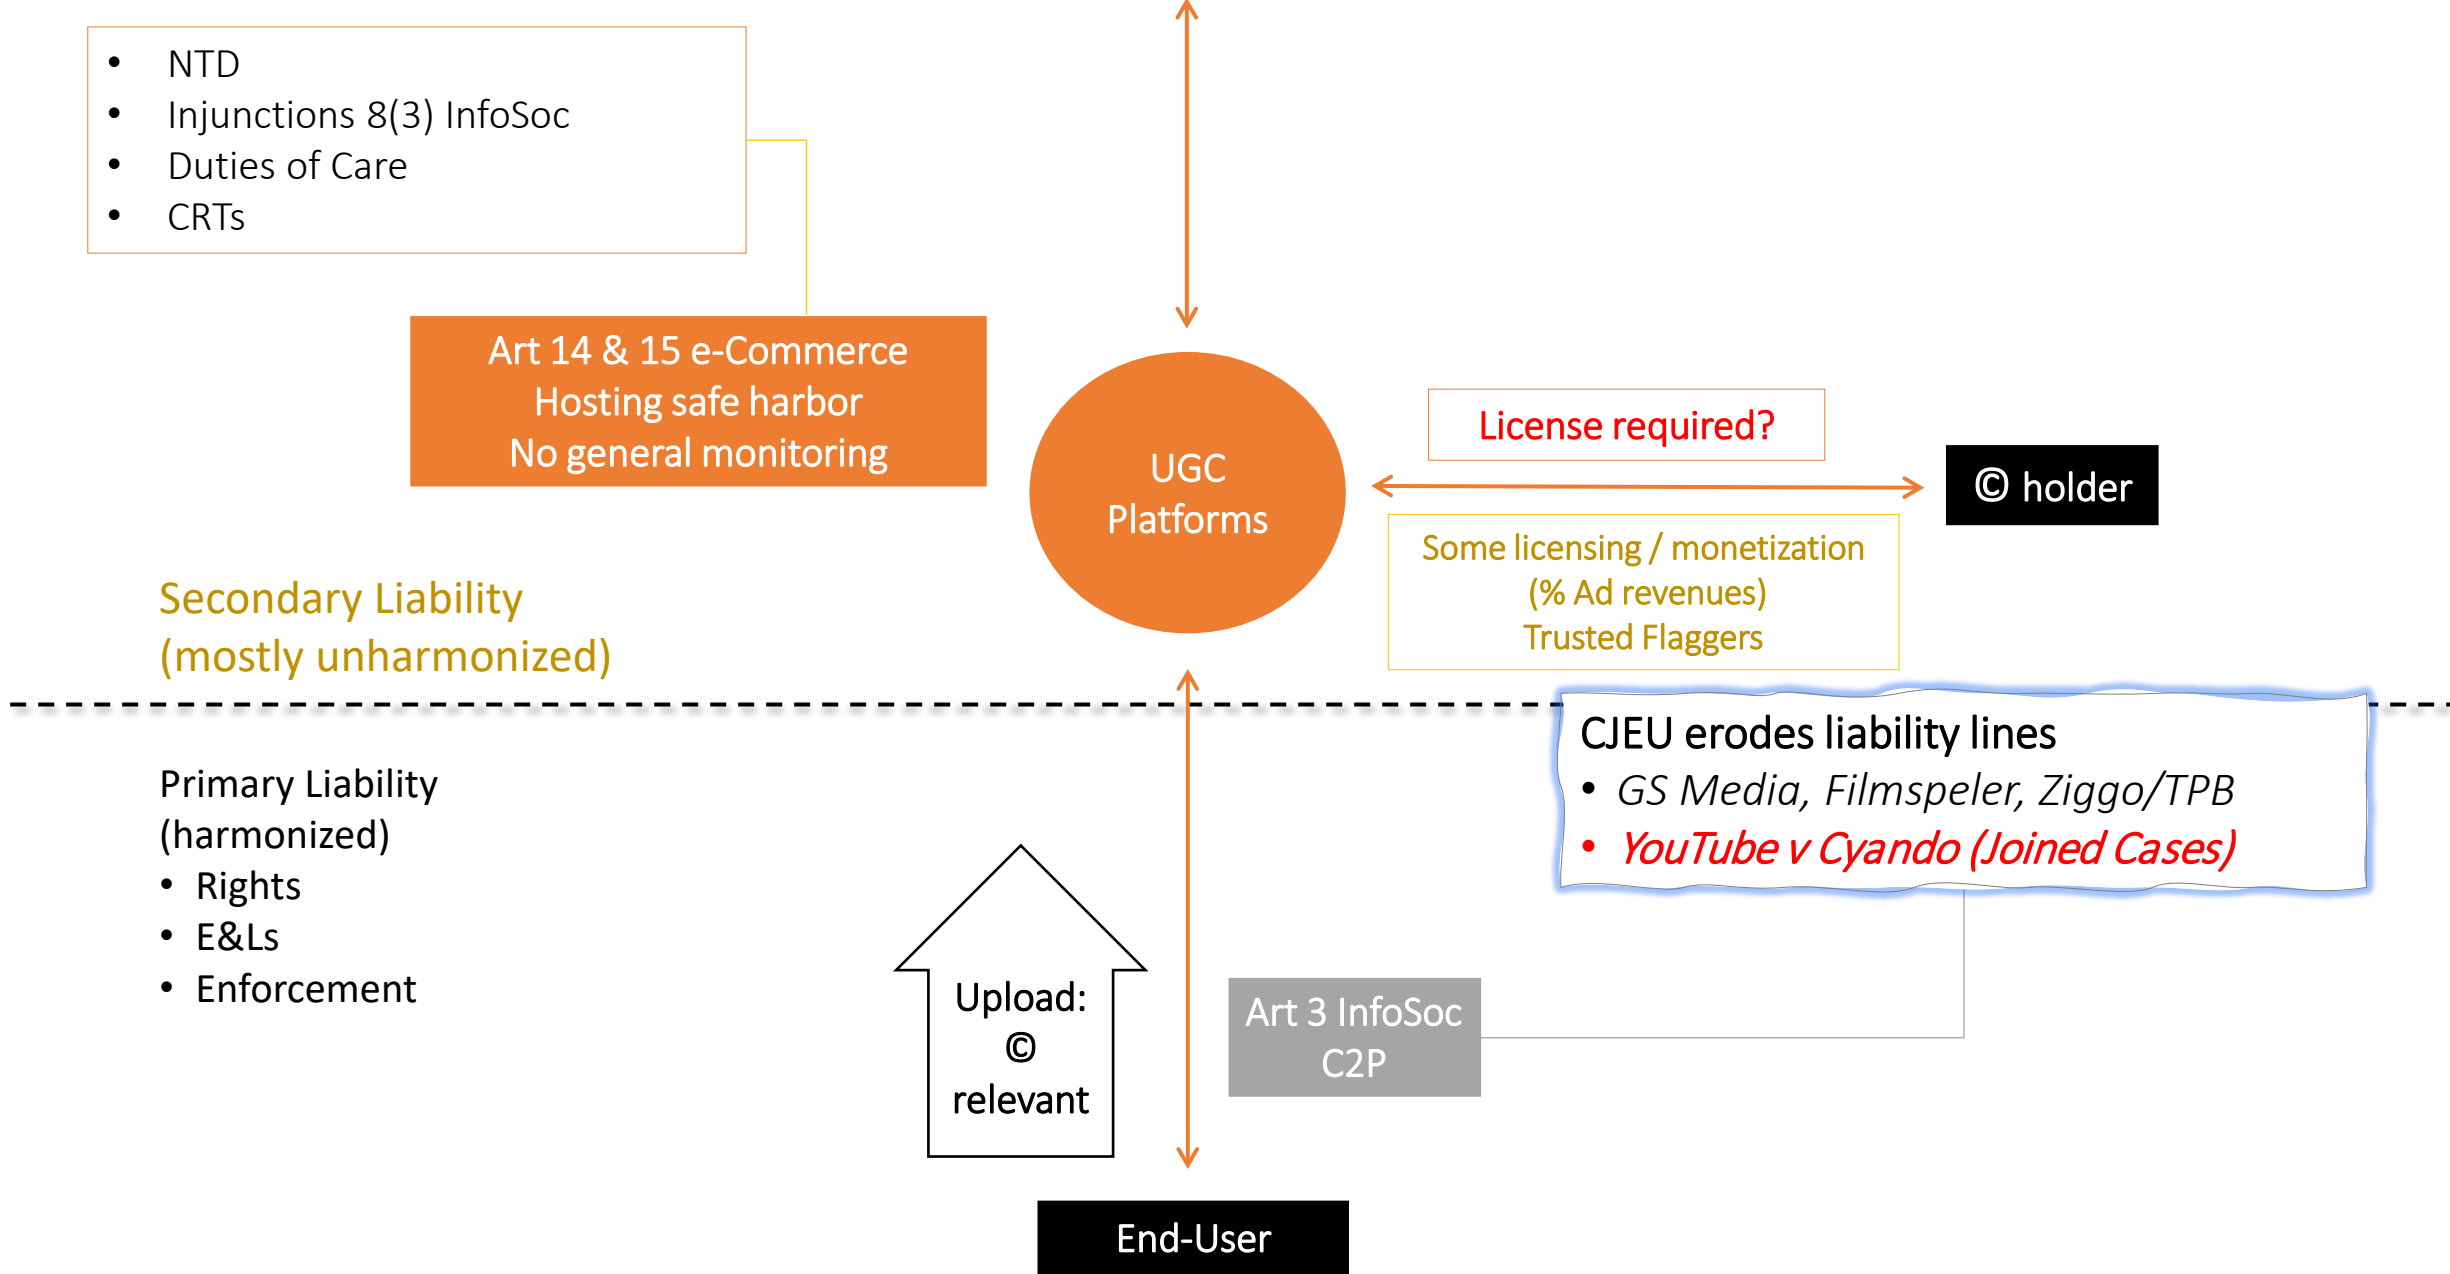 • NTD
• Injunctions 8(3) InfoSoc
• Duties of Care
• CRTs
Art 14 & 15 e-Commerce
Hosting safe harbor
No general monitoring
UGC
Platforms
License required?
© holder
Some licensing / monetization
(% Ad revenues)
Trusted Flaggers
Secondary Liability
(mostly unharmonized)
CJEU erodes liability lines
• GS Media, Filmspeler, Ziggo/TPB
• YouTube v Cyando (Joined Cases)
Primary Liability
(harmonized)
• Rights
• E&Ls
• Enforcement
Upload:
©
relevant
Art 3 InfoSoc
C2P
End-User